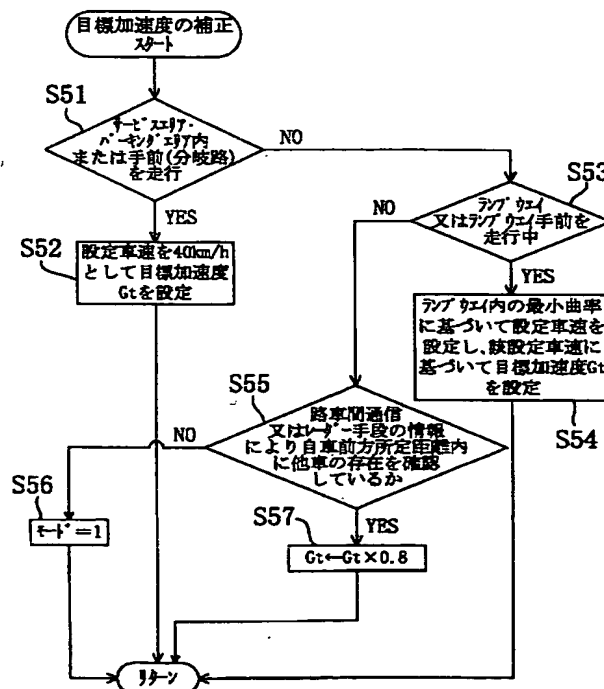 目標加速度の補正
スタート
S51
サービスエリア・
パーキングエリア内
または手前(分岐路)
を走行
NO
YES
S53
ランプウエイ
又はランプウエイ手前を
走行中
NO
YES
S52
設定車速を40km/h
として目標加速度
Gtを設定
ランプウエイ内の最小曲率
に基づいて設定車速を
設定し、該設定車速に
基づいて目標加速度Gt
を設定
S54
S55
路車間通信
又はレーダー手段の情報
により自車前方所定距離内
に他車の存在を確認
しているか
NO
YES
S56
モード=1
S57
Gt←Gt×0.8
リターン